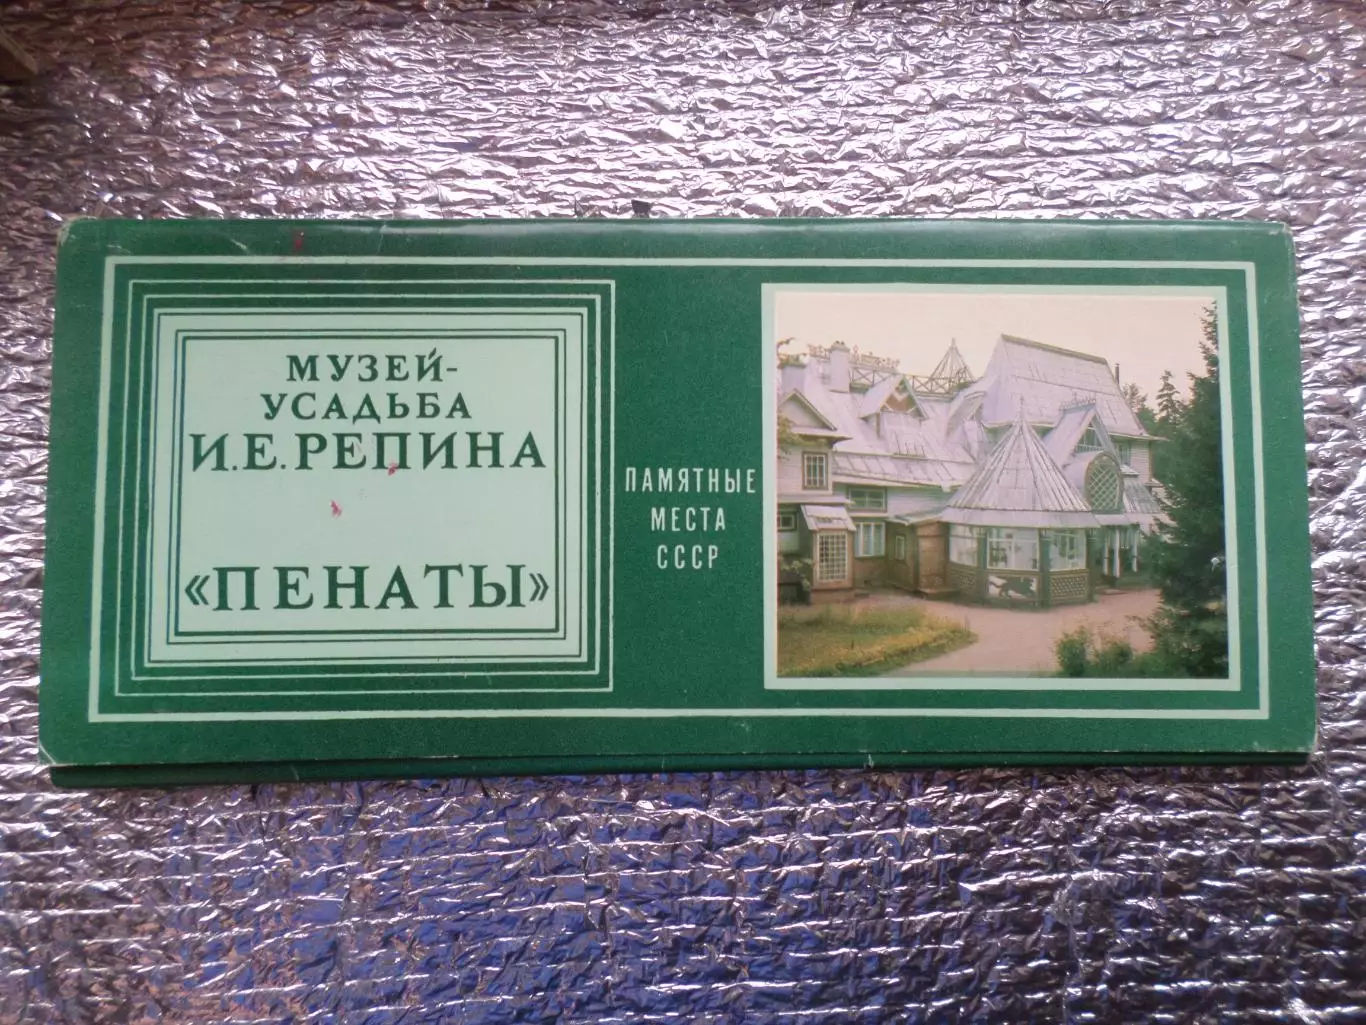 МУЗЕЙ-
УСАДЬБА
И.Е.РЕПИНА
«ПЕНАТЫ»
ПАМЯТНЫЕ
МЕСТА
СССР